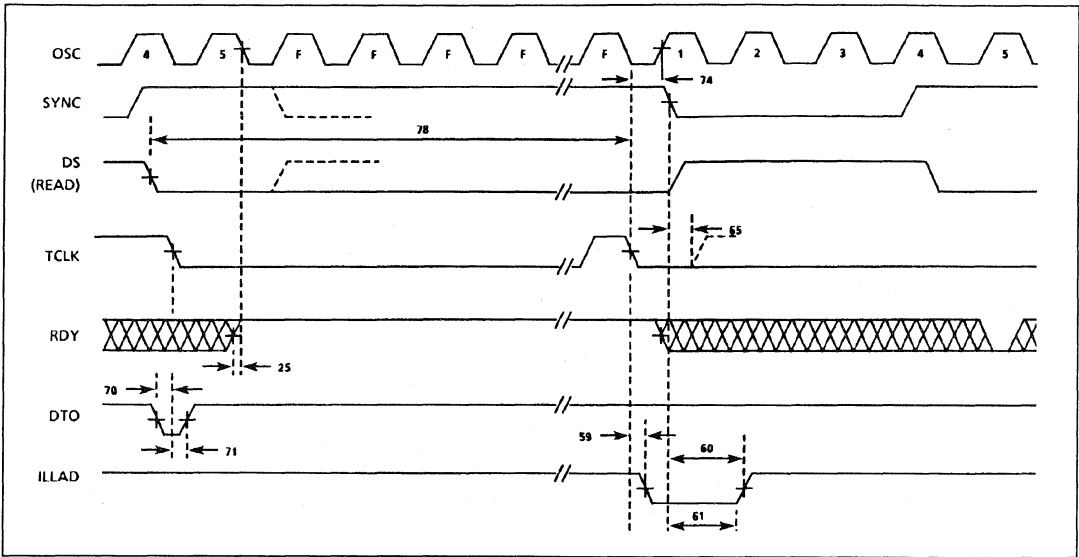 OSC 4 5 F F F F F 1 2 3 4 5
74
SYNC
78
DS
(READ)
65
TCLK
RDY
25
70
DTO
71
59
60
ILLAD
61